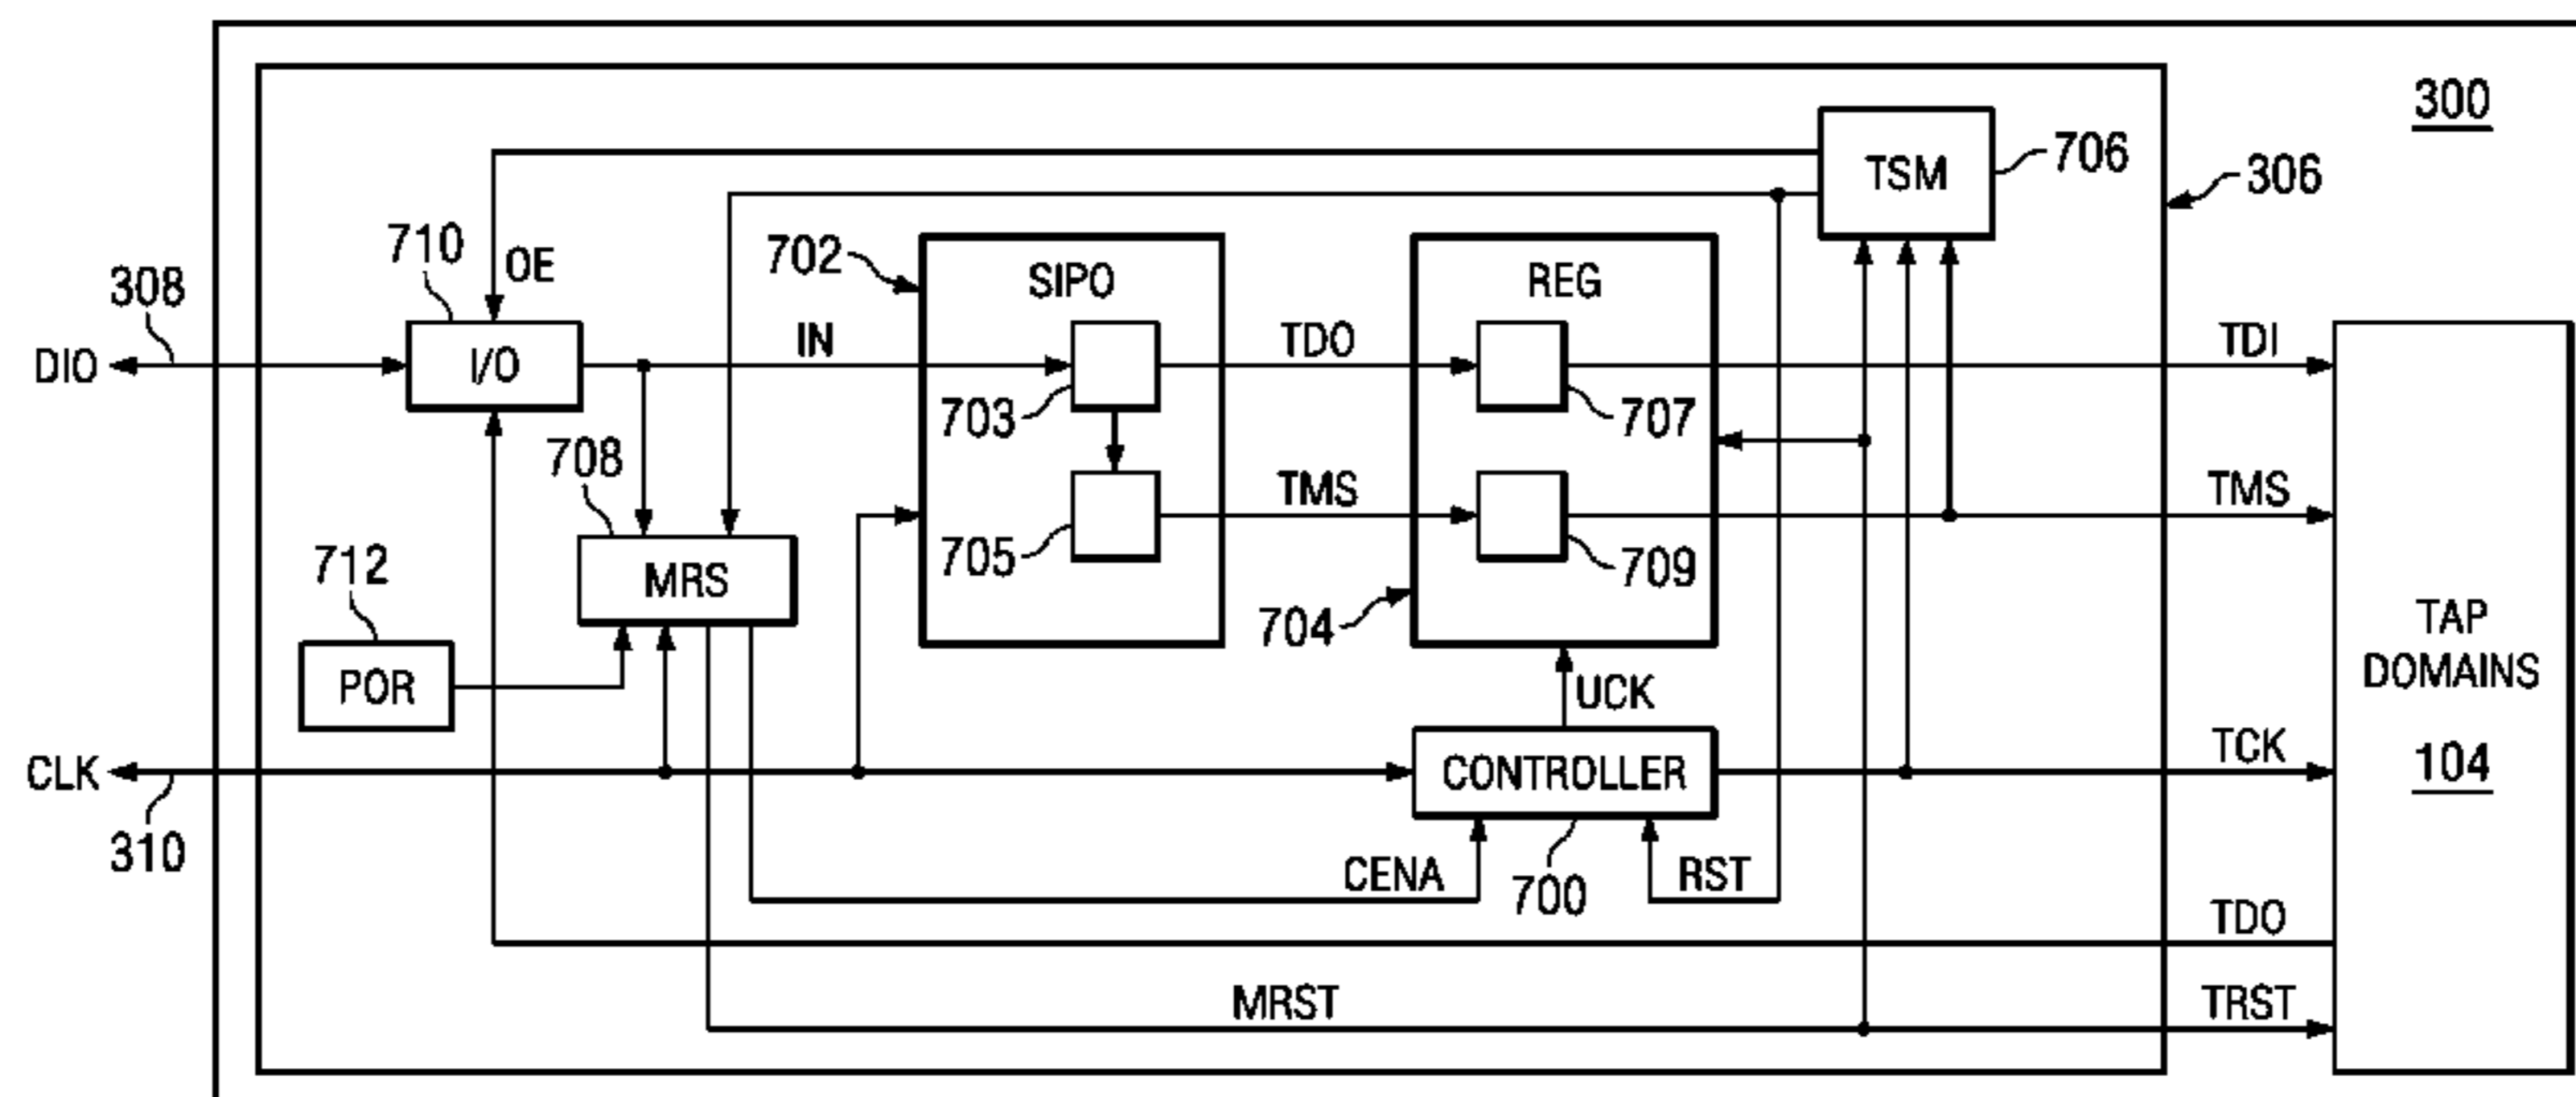 300
TSM
706
306
710
OE
702
SIPO
REG
308
DIO
I/O
IN
TDO
TDI
703
707
708
TMS
TMS
705
709
712
MRS
704
TAP
DOMAINS
104
POR
UCK
CLK
CONTROLLER
TCK
310
CENA
700
RST
TDO
MRST
TRST